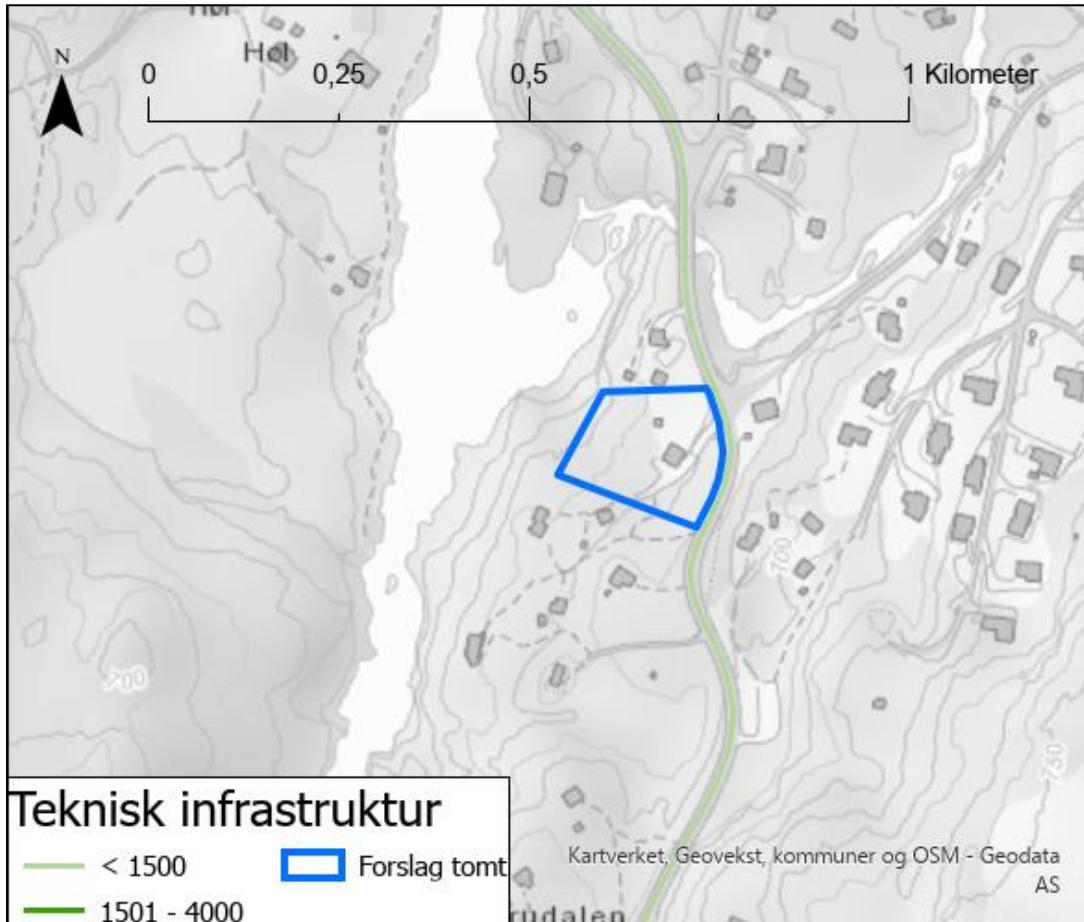 Høl
N
0 0,25 0,5 1 Kilometer
700
700
750
Teknisk infrastruktur
< 1500 Forslag tomt
1501 - 4000
Kartverket, Geovekst, kommuner og OSM - Geodata
AS